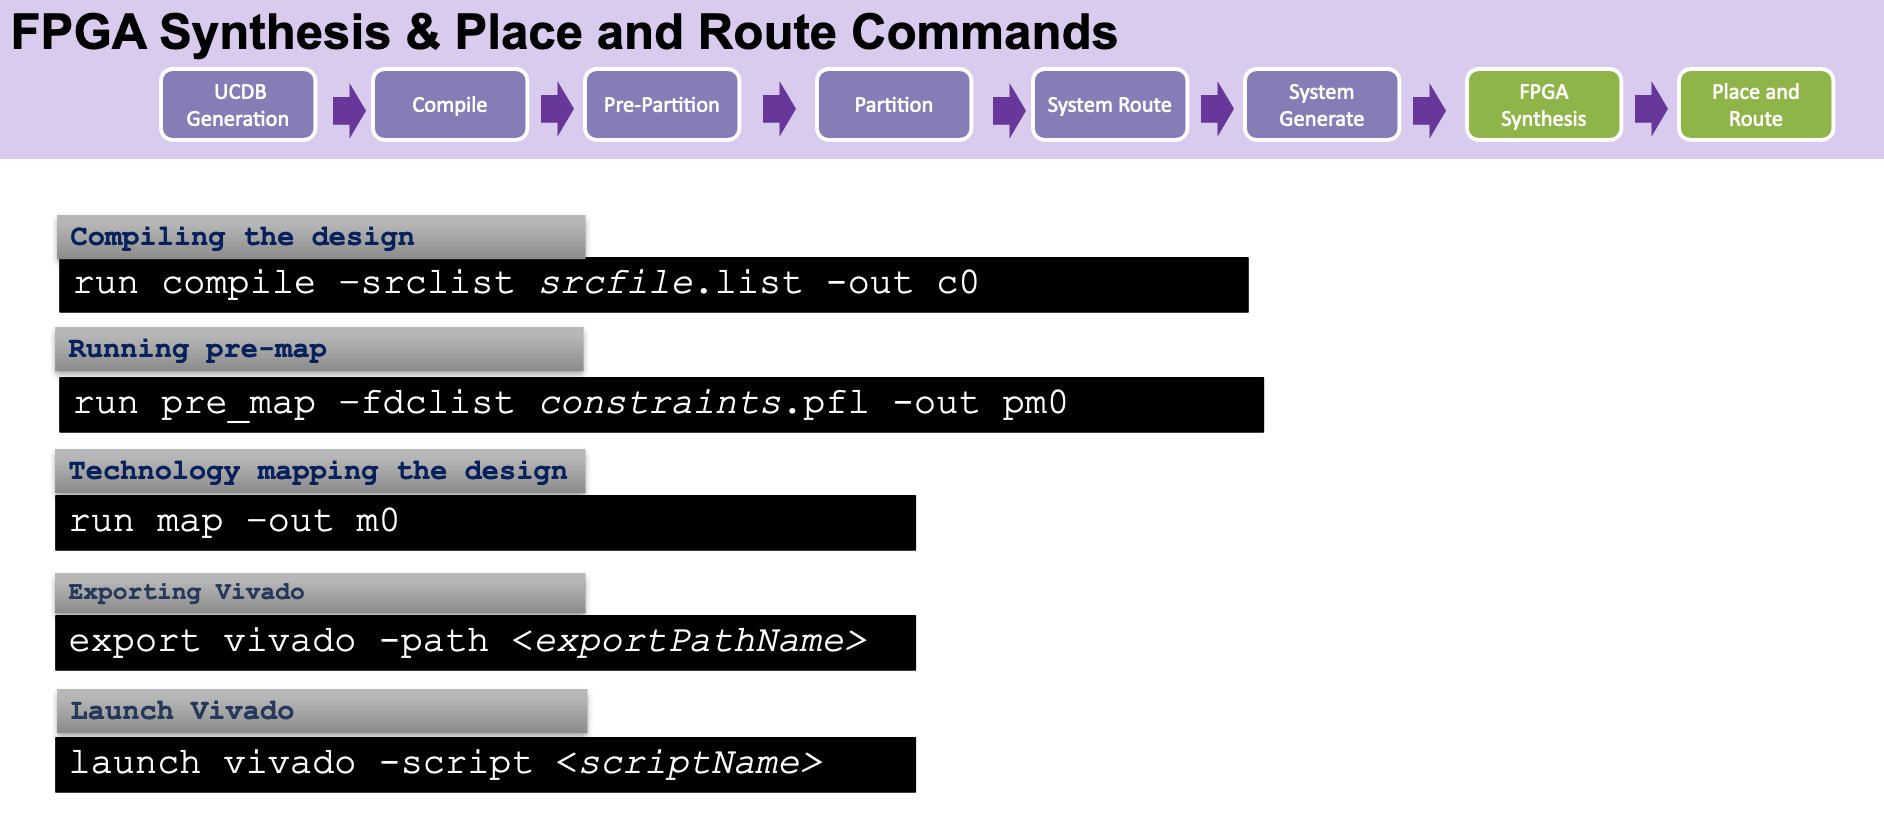 FPGA Synthesis & Place and Route Commands
UCDB
Generation
Compile
Pre-Partition
Partition
System Route
System
Generate
FPGA
Synthesis
Place and
Route
Compiling the design
run compile –srclist srcfile.list -out c0
Running pre-map
run pre_map –fdclist constraints.pfl -out pm0
Technology mapping the design
run map –out m0
Exporting Vivado
export vivado -path <exportPathName>
Launch Vivado
launch vivado -script <scriptName>